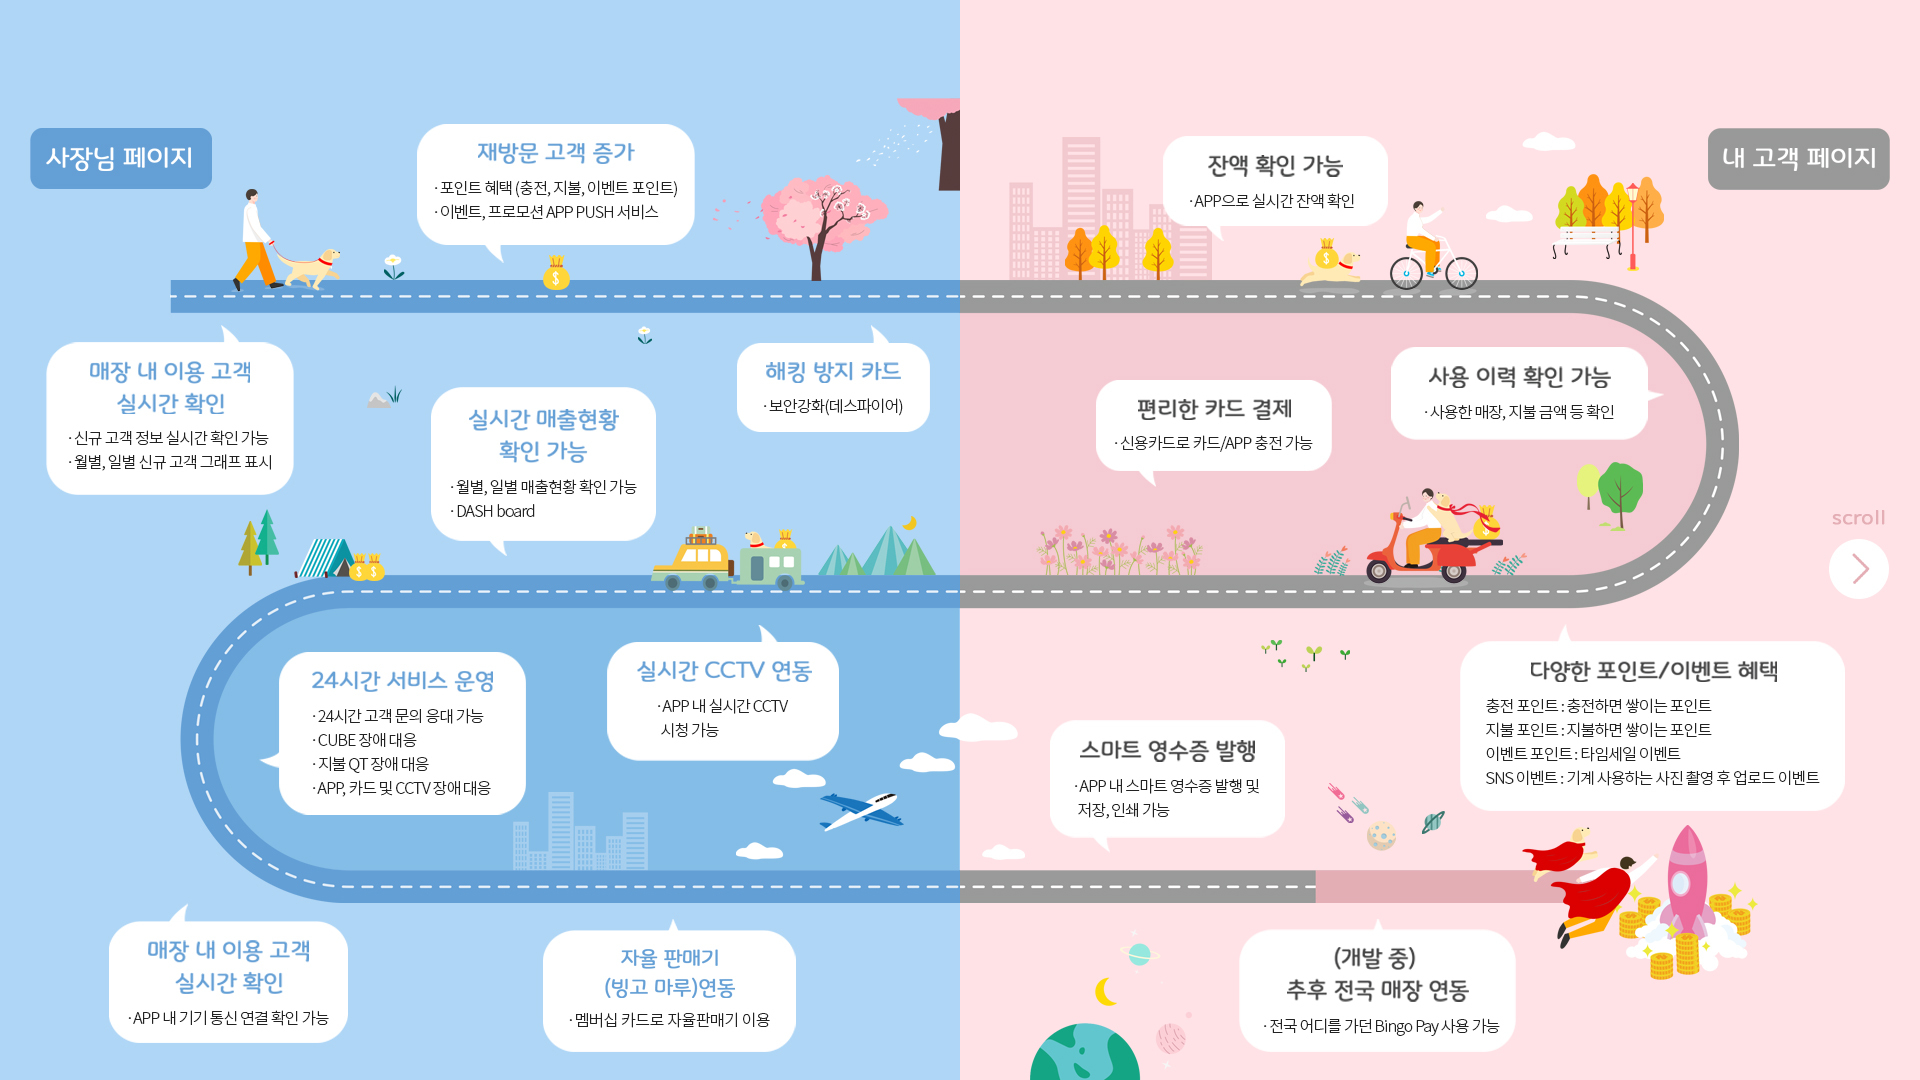 사장님 페이지
재방문 고객 증가
· 포인트 혜택 (충전, 지불, 이벤트 포인트)
· 이벤트, 프로모션 APP PUSH 서비스
매장 내 이용 고객
실시간 확인
· 신규 고객 정보 실시간 확인 가능
· 월별, 일별 신규 고객 그래프 표시
실시간 매출현황
확인 가능
· 월별, 일별 매출현황 확인 가능
· DASH board
해킹 방지 카드
· 보안강화(데스파이어)
24시간 서비스 운영
· 24시간 고객 문의 응대 가능
· CUBE 장애 대응
· 지불 QT 장애 대응
· APP, 카드 및 CCTV 장애 대응
실시간 CCTV 연동
· APP 내 실시간 CCTV
시청 가능
매장 내 이용 고객
실시간 확인
· APP 내 기기 통신 연결 확인 가능
자율 판매기
(빙고 마루)연동
· 멤버십 카드로 자율판매기 이용
내 고객 페이지
잔액 확인 가능
· APP으로 실시간 잔액 확인
편리한 카드 결제
· 신용카드로 카드/APP 충전 가능
사용 이력 확인 가능
· 사용한 매장, 지불 금액 등 확인
scroll
다양한 포인트/이벤트 혜택
충전 포인트 : 충전하면 쌓이는 포인트
지불 포인트 : 지불하면 쌓이는 포인트
이벤트 포인트 : 타임세일 이벤트
SNS 이벤트 : 기계 사용하는 사진 촬영 후 업로드 이벤트
스마트 영수증 발행
· APP 내 스마트 영수증 발행 및
저장, 인쇄 가능
(개발 중)
추후 전국 매장 연동
· 전국 어디를 가던 Bingo Pay 사용 가능